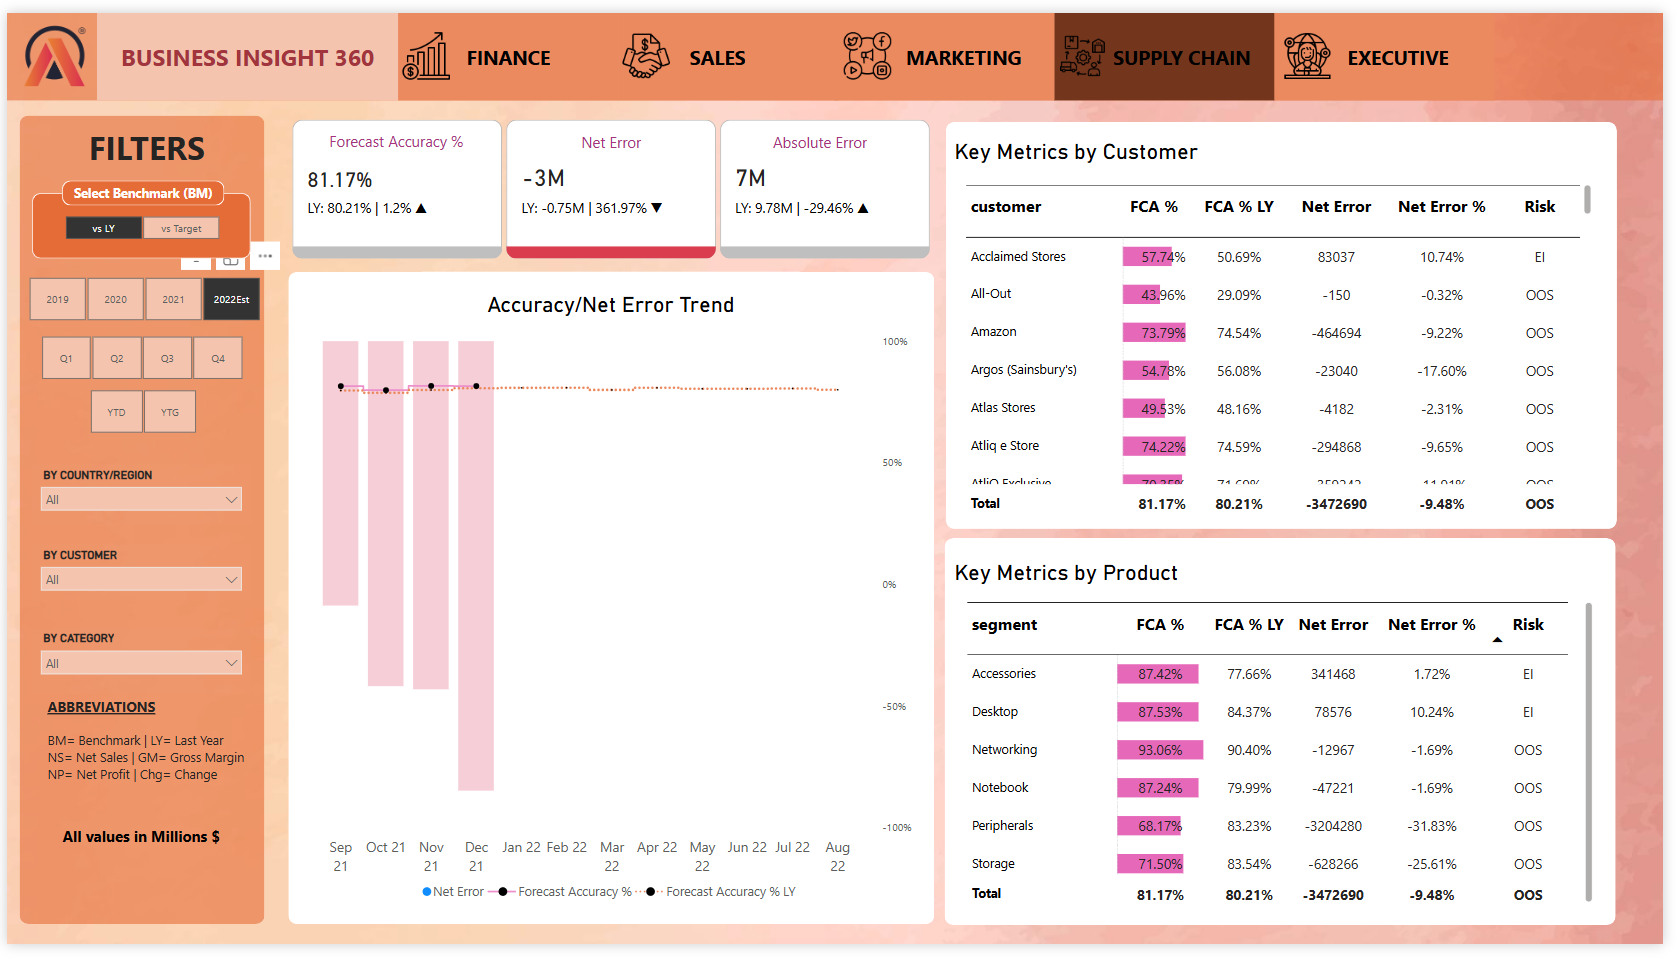 BUSINESS INSIGHT 360
FINANCE
SALES
MARKETING
SUPPLY CHAIN
EXECUTIVE
FILTERS
Select Benchmark (BM)
vs LY
vs Target
2019
2020
2021
2022Est
Q1
Q2
Q3
Q4
YTD
YTG
BY COUNTRY/REGION
All
BY CUSTOMER
All
BY CATEGORY
All
ABBREVIATIONS
BM= Benchmark | LY= Last Year
NS= Net Sales | GM= Gross Margin
NP= Net Profit | Chg= Change
All values in Millions $
Forecast Accuracy %
81.17%
LY: 80.21% | 1.2% ▲
Net Error
-3M
LY: -0.75M | 361.97% ▼
Absolute Error
7M
LY: 9.78M | -29.46% ▲
Accuracy/Net Error Trend
100%
50%
0%
-50%
-100%
Sep 21
Oct 21
Nov 21
Dec 21
Jan 22
Feb 22
Mar 22
Apr 22
May 22
Jun 22
Jul 22
Aug 22
Net Error
Forecast Accuracy %
Forecast Accuracy % LY
Key Metrics by Customer
customer FCA % FCA % LY Net Error Net Error % Risk
Acclaimed Stores 57.74% 50.69% 83037 10.74% EI
All-Out 43.96% 29.09% -150 -0.32% OOS
Amazon 73.79% 74.54% -464694 -9.22% OOS
Argos (Sainsbury's) 54.78% 56.08% -23040 -17.60% OOS
Atlas Stores 49.53% 48.16% -4182 -2.31% OOS
Atliq e Store 74.22% 74.59% -294868 -9.65% OOS
AtliQ Exclusive
Total 81.17% 80.21% -3472690 -9.48% OOS
Key Metrics by Product
segment FCA % FCA % LY Net Error Net Error % Risk
Accessories 87.42% 77.66% 341468 1.72% EI
Desktop 87.53% 84.37% 78576 10.24% EI
Networking 93.06% 90.40% -12967 -1.69% OOS
Notebook 87.24% 79.99% -47221 -1.69% OOS
Peripherals 68.17% 83.23% -3204280 -31.83% OOS
Storage 71.50% 83.54% -628266 -25.61% OOS
Total 81.17% 80.21% -3472690 -9.48% OOS